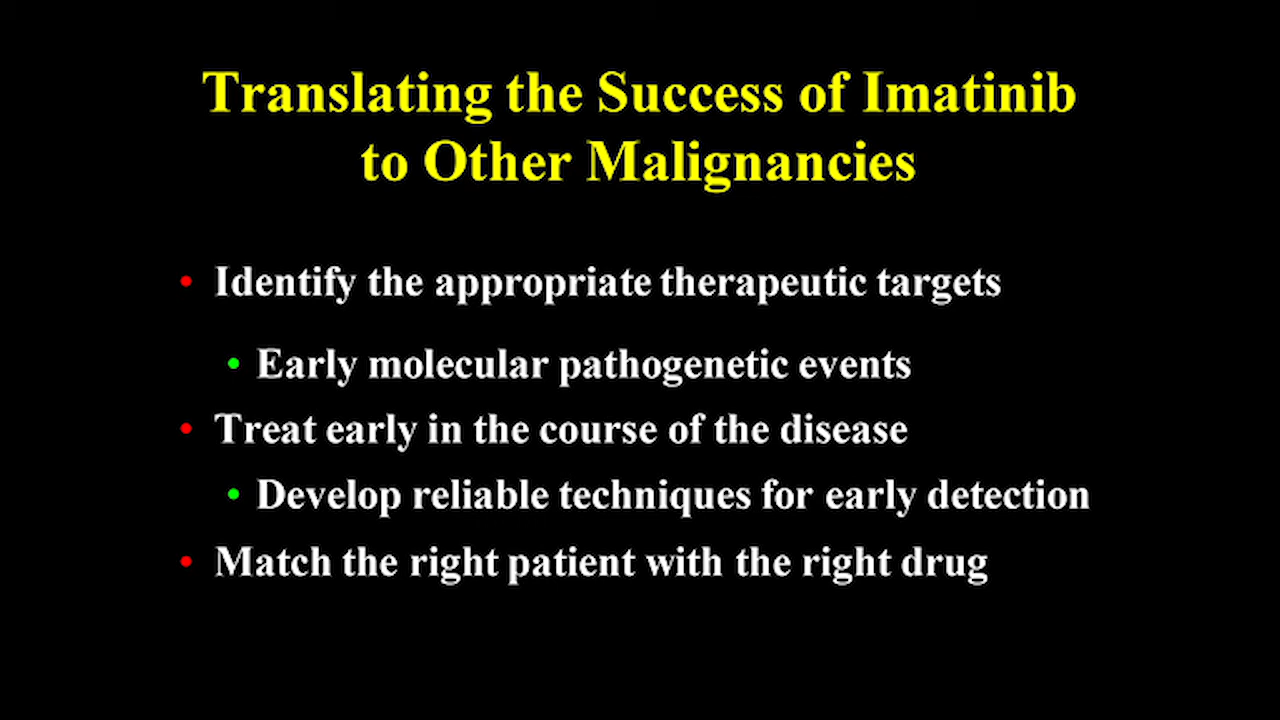 Translating the Success of Imatinib
to Other Malignancies
• Identify the appropriate therapeutic targets
• Early molecular pathogenetic events
• Treat early in the course of the disease
• Develop reliable techniques for early detection
• Match the right patient with the right drug